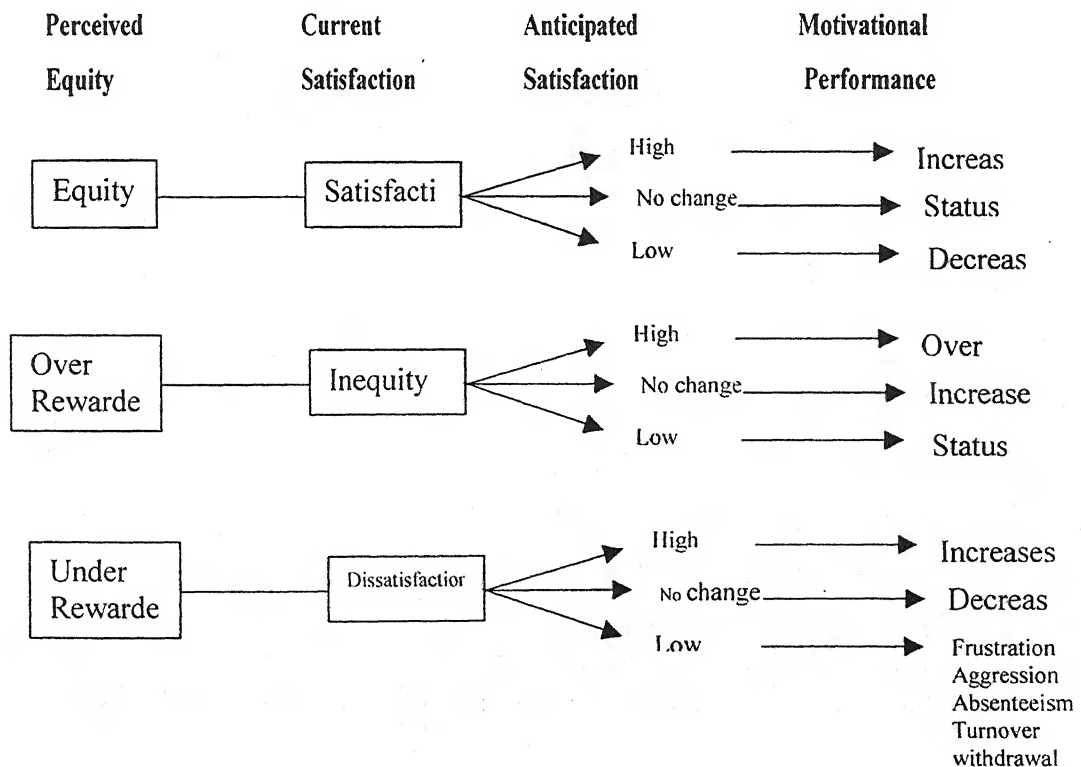 Perceived Current Anticipated Motivational
Equity Satisfaction Satisfaction Performance
High Increas
Equity Satisfacti No change Status
Low Decreas
High Over
Over
Rewarde Inequity No change Increase
Low Status
High Increases
Under
Rewarde Dissatisfaction No change Decreas
Low Frustration
Aggression
Absenteeism
Turnover
withdrawal